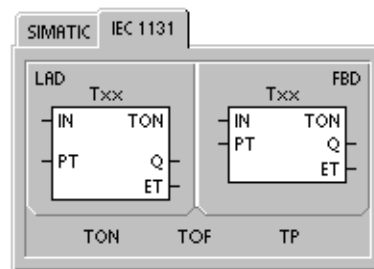 SIMATIC IEC 1131
LAD
Txx
IN TON
PT Q
ET
FBD
Txx
IN TON
PT Q
ET
TON TOF TP